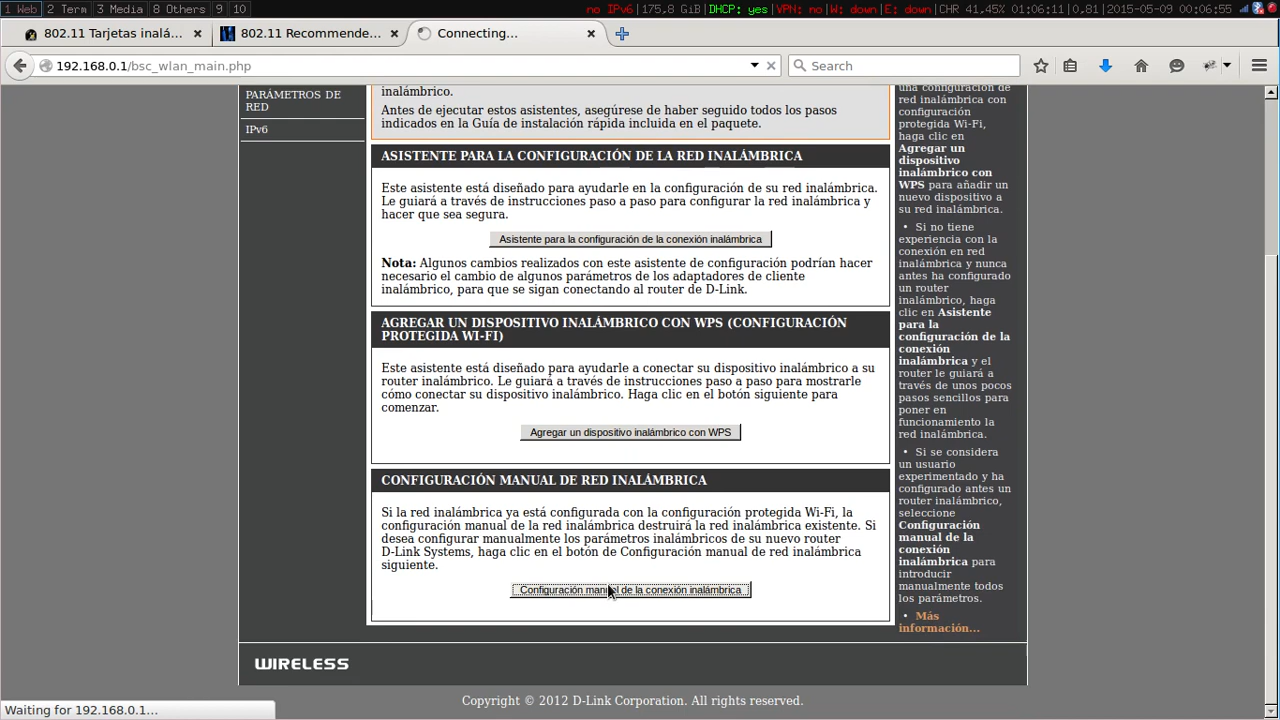 1 Web 2 Term 3 Media 8 Others 9 10 no IPv6|175,8 GiB|DHCP: yes|VPN: no|W: down|E: down|CHR 41,45% 01:06:11|0,81|2015-05-09 00:06:55
802.11 Tarjetas inalá... 802.11 Recommende... Connecting...
192.168.0.1/bsc_wlan_main.php Search
PARÁMETROS DE
RED
IPv6
inalámbrico.
Antes de ejecutar estos asistentes, asegúrese de haber seguido todos los pasos
indicados en la Guía de instalación rápida incluida en el paquete.
ASISTENTE PARA LA CONFIGURACIÓN DE LA RED INALÁMBRICA
Este asistente está diseñado para ayudarle en la configuración de su red inalámbrica.
Le guiará a través de instrucciones paso a paso para configurar la red inalámbrica y
hacer que sea segura.
Asistente para la configuración de la conexión inalámbrica
Nota: Algunos cambios realizados con este asistente de configuración podrían hacer
necesario el cambio de algunos parámetros de los adaptadores de cliente
inalámbrico, para que se sigan conectando al router de D-Link.
AGREGAR UN DISPOSITIVO INALÁMBRICO CON WPS (CONFIGURACIÓN
PROTEGIDA WI-FI)
Este asistente está diseñado para ayudarle a conectar su dispositivo inalámbrico a su
router inalámbrico. Le guiará a través de instrucciones paso a paso para mostrarle
cómo conectar su dispositivo inalámbrico. Haga clic en el botón siguiente para
comenzar.
Agregar un dispositivo inalámbrico con WPS
CONFIGURACIÓN MANUAL DE RED INALÁMBRICA
Si la red inalámbrica ya está configurada con la configuración protegida Wi-Fi, la
configuración manual de la red inalámbrica destruirá la red inalámbrica existente. Si
desea configurar manualmente los parámetros inalámbricos de su nuevo router
D-Link Systems, haga clic en el botón de Configuración manual de red inalámbrica
siguiente.
Configuración manual de la conexión inalámbrica
una configuración de
red inalámbrica con
configuración
protegida Wi-Fi,
haga clic en
Agregar un
dispositivo
inalámbrico con
WPS para añadir un
nuevo dispositivo a
su red inalámbrica.
• Si no tiene
experiencia con la
conexión en red
inalámbrica y nunca
antes ha configurado
un router
inalámbrico, haga
clic en Asistente
para la
configuración de la
conexión
inalámbrica y el
router le guiará a
través de unos pocos
pasos sencillos para
poner en
funcionamiento la
red inalámbrica.
• Si se considera
un usuario
experimentado y ha
configurado antes un
router inalámbrico,
seleccione
Configuración
manual de la
conexión
inalámbrica para
introducir
manualmente todos
los parámetros.
• Más
información...
WIRELESS
Copyright © 2012 D-Link Corporation. All rights reserved.
Waiting for 192.168.0.1...